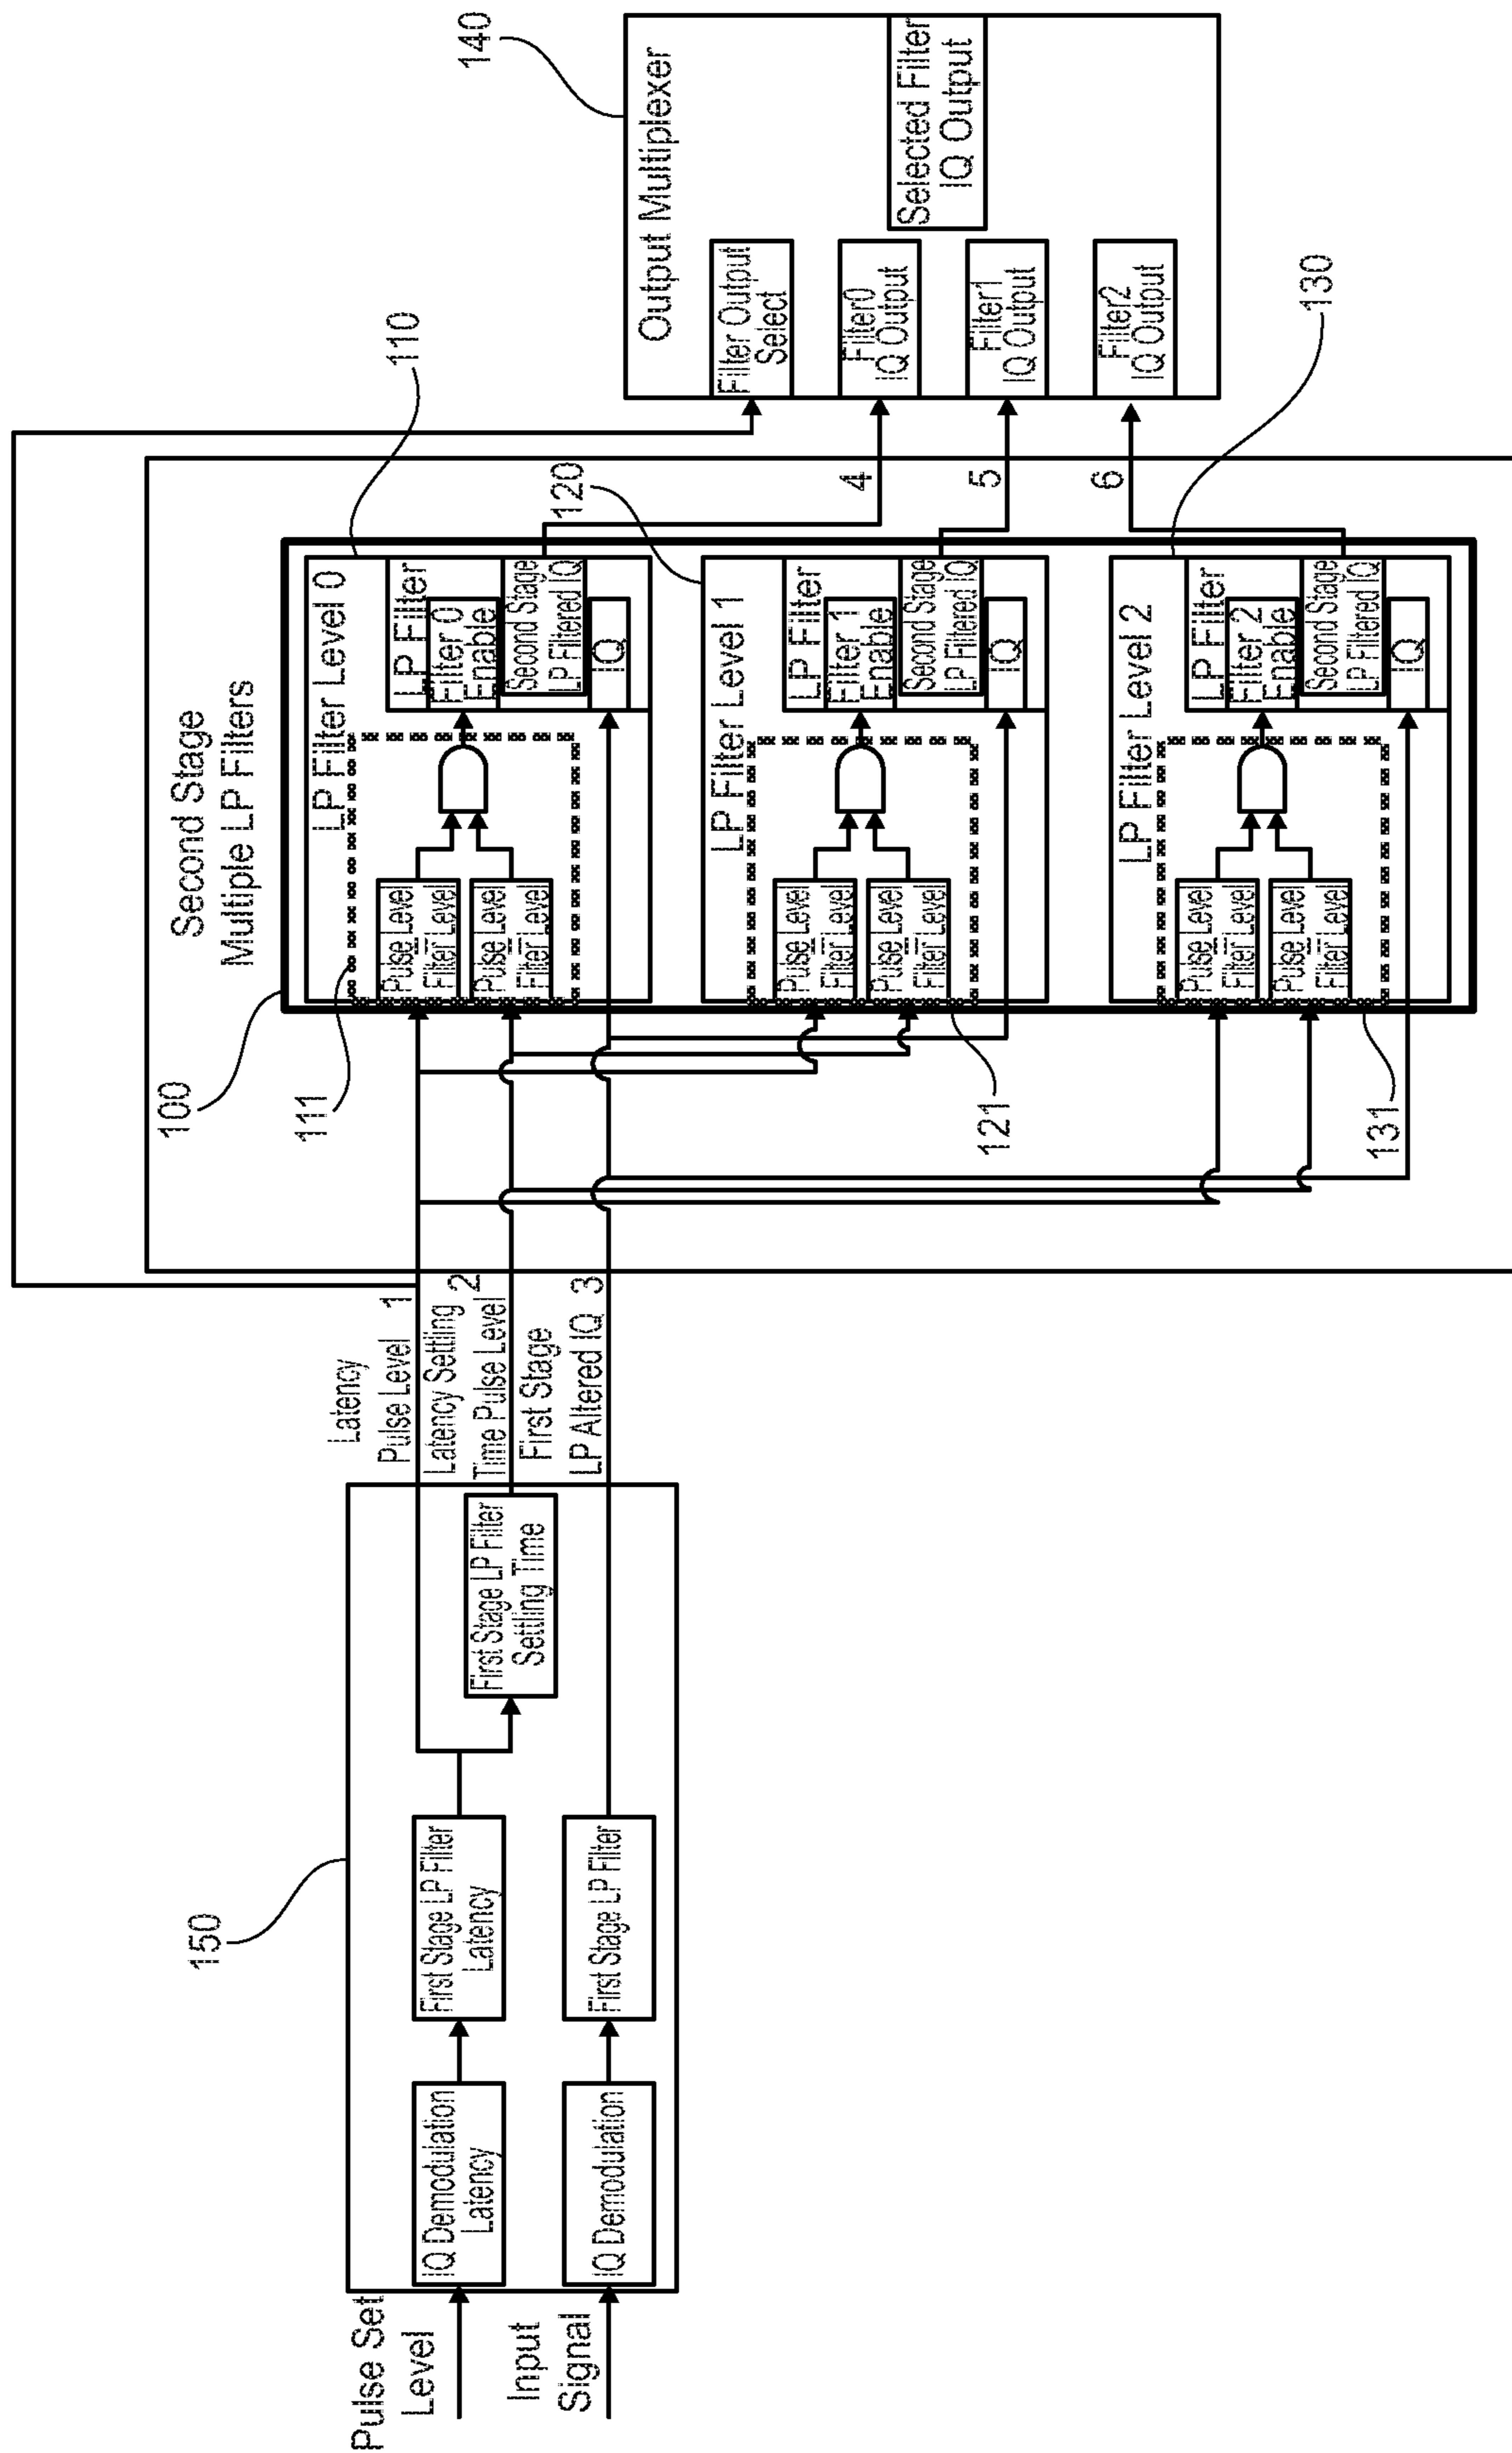 Pulse Set
Level
Input
Signal
150
IQ Demodulation
Latency
First Stage LP Filter
Latency
First Stage LP Filter
Settling Time
IQ Demodulation
First Stage LP Filter
Latency
Pulse Level 1
Latency Settling 2
Time Pulse Level
First Stage
LP Altered IQ 3
Second Stage
Multiple LP Filters
100
111
LP Filter Level 0
Puse Level
=
Filter Level
Puse Level
=
Filter Level
LP Filter
Filter 0
Enable
Second Stage
LP Filtered IQ
IQ
110
120
LP Filter Level 1
Puse Level
=
Filter Level
Puse Level
=
Filter Level
LP Filter
Filter 1
Enable
Second Stage
LP Filtered IQ
IQ
121
LP Filter Level 2
Puse Level
=
Filter Level
Puse Level
=
Filter Level
LP Filter
Filter 2
Enable
Second Stage
LP Filtered IQ
IQ
131
130
4
5
6
140
Output Multiplexer
Filter Output
Select
Filter0
IQ Output
Filter1
IQ Output
Filter2
IQ Output
Selected Filter
IQ Output